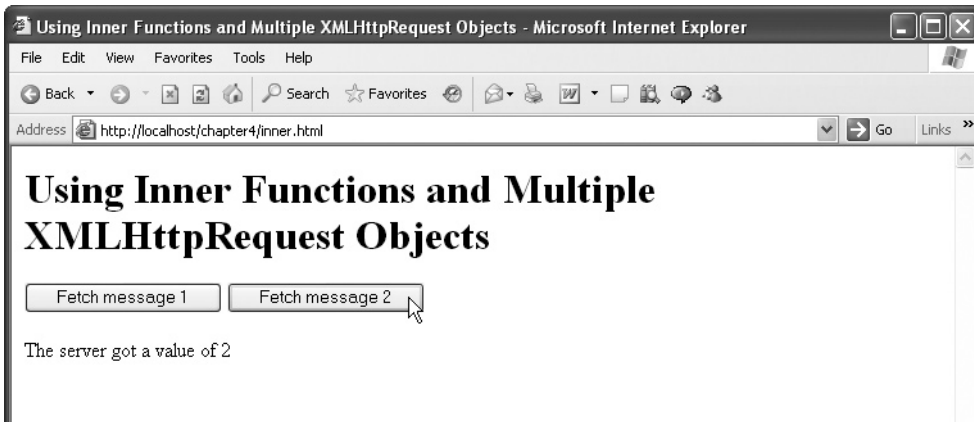 Using Inner Functions and Multiple XMLHttpRequest Objects - Microsoft Internet Explorer
File Edit View Favorites Tools Help
Back Search Favorites
Address http://localhost/chapter4/inner.html Go Links »
Using Inner Functions and Multiple
XMLHttpRequest Objects
Fetch message 1 Fetch message 2
The server got a value of 2